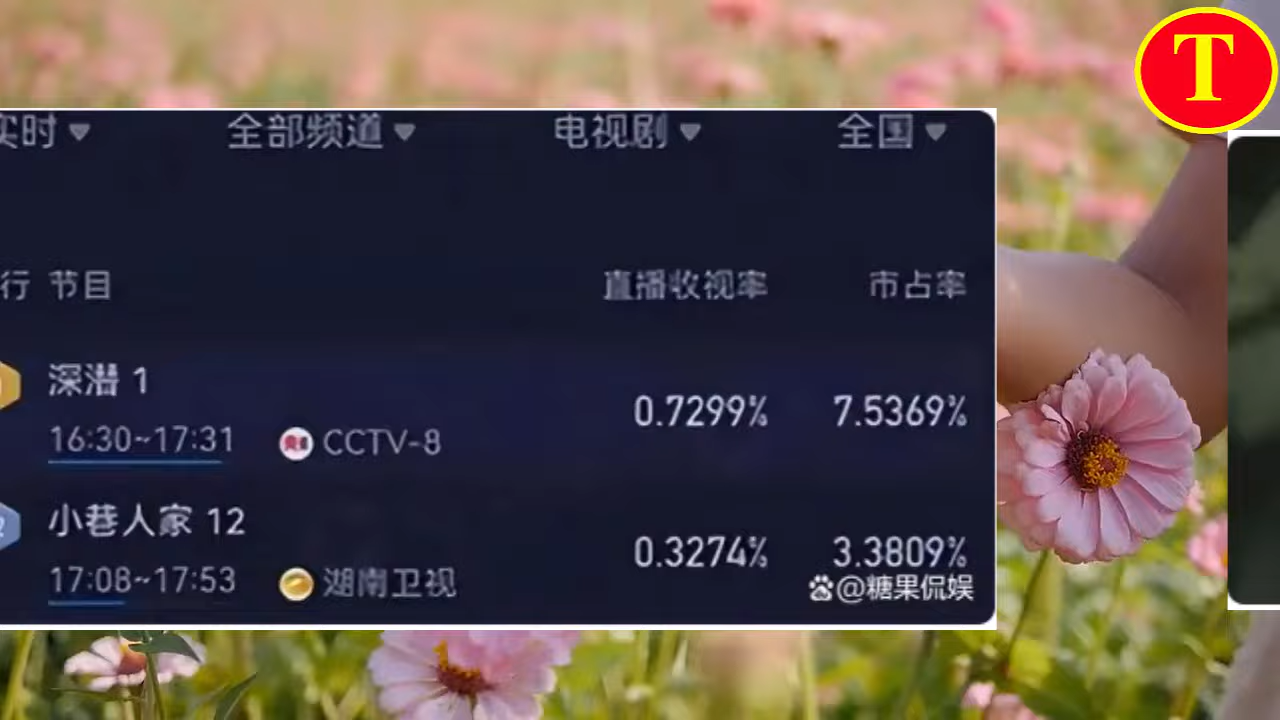 T
实时 全部频道 电视剧 全国
行 节目 直播收视率 市占率
深潜 1
0.7299% 7.5369%
16:30~17:31 CCTV-8
2 小巷人家 12
0.3274% 3.3809%
17:08~17:53 湖南卫视
@糖果侃娱